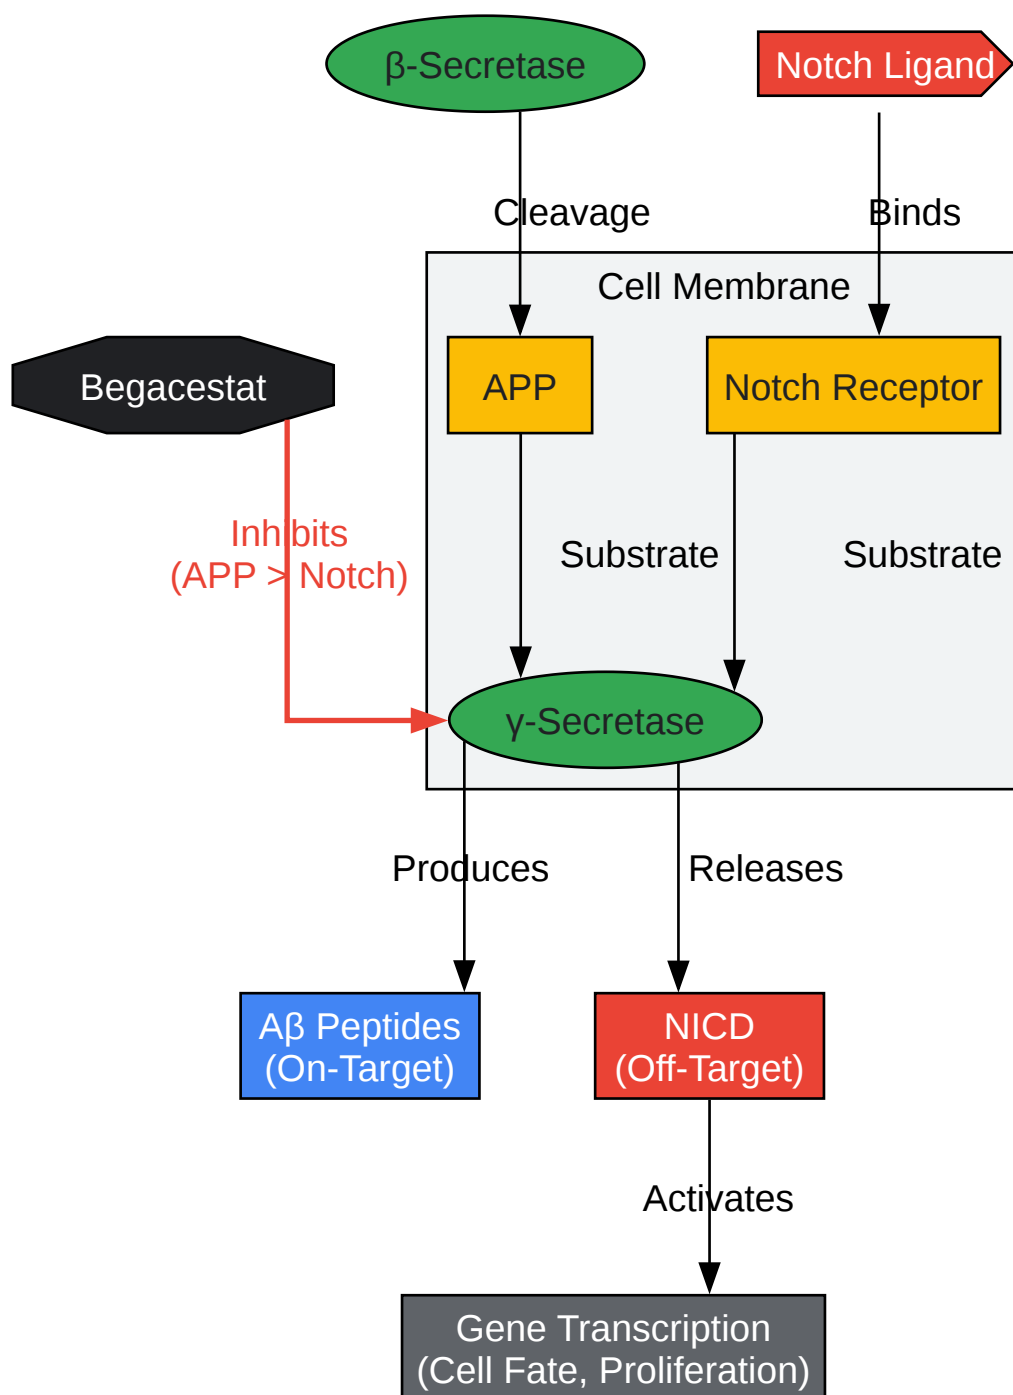 β-Secretase
Notch Ligand
Cleavage
Binds
Cell Membrane
Begacestat
APP
Notch Receptor
Inhibits
(APP > Notch)
Substrate
Substrate
γ-Secretase
Produces
Releases
Aβ Peptides
(On-Target)
NICD
(Off-Target)
Activates
Gene Transcription
(Cell Fate, Proliferation)